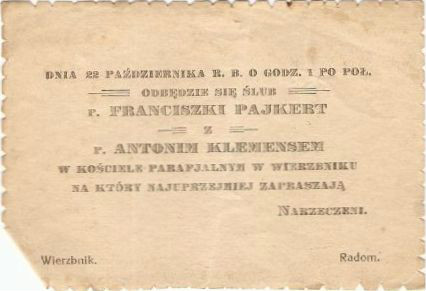 DNIA 22 PAŹDZIERNIKA R. B. O GODZ. 1 PO POŁ.
ODBĘDZIE SIĘ ŚLUB
P. FRANCISZKI PAJKERT
Z
P. ANTONIM KLEMENSEM
W KOŚCIELE PARAFJALNYM W WIERZBNIKU
NA KTÓRY NAJUPRZEJMIEJ ZAPRASZAJĄ
NARZECZENI.
Wierzbnik. Radom.